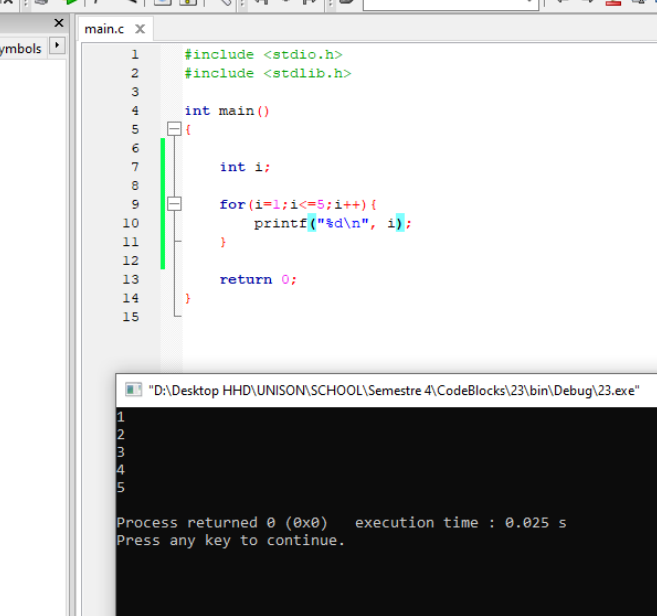 main.c X
ymbols
1 #include <stdio.h>
2 #include <stdlib.h>
3
4 int main()
5 {
6
7 int i;
8
9 for(i=1;i<=5;i++){
10 printf("%d\n", i);
11 }
12
13 return 0;
14 }
15
"D:\Desktop HHD\UNISON\SCHOOL\Semestre 4\CodeBlocks\23\bin\Debug\23.exe"
1
2
3
4
5
Process returned 0 (0x0)   execution time : 0.025 s
Press any key to continue.